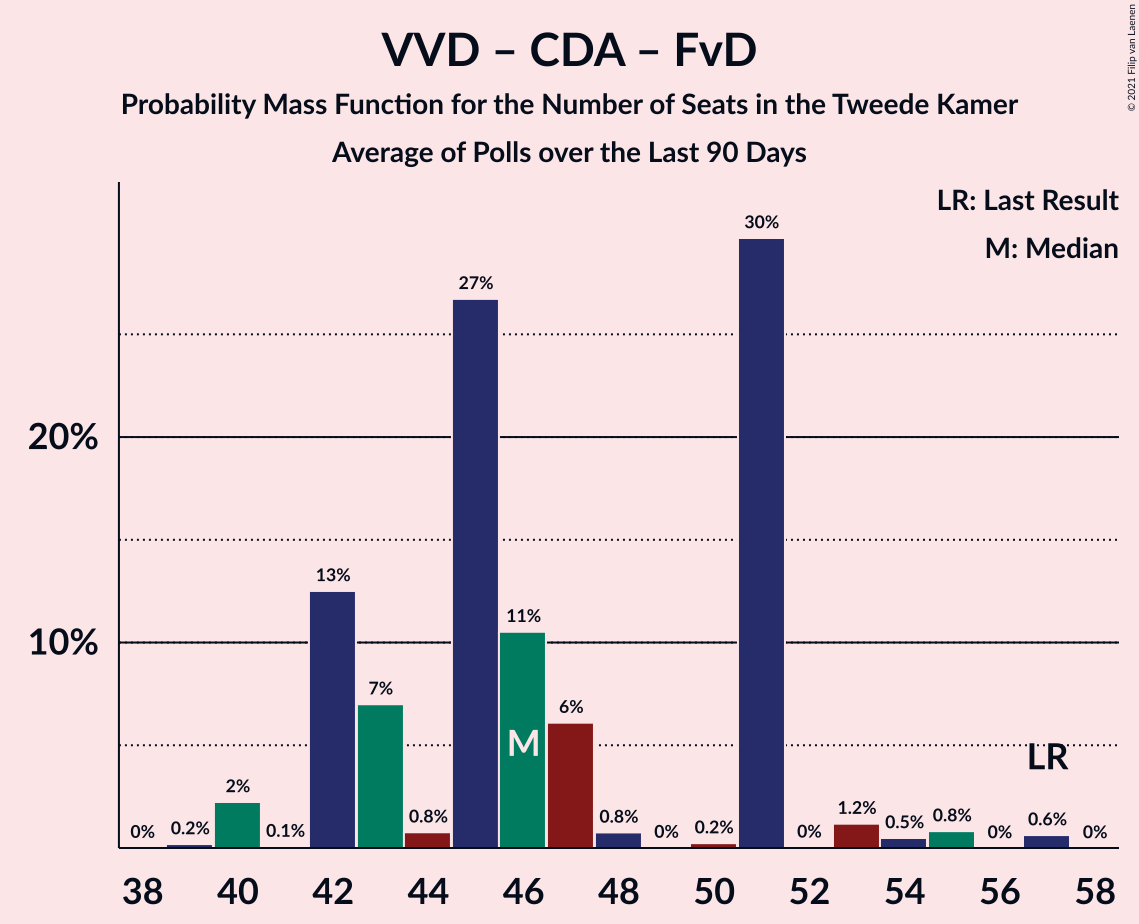 VVD – CDA – FvD
Probability Mass Function for the Number of Seats in the Tweede Kamer
Average of Polls over the Last 90 Days
© 2021 Filip van Laenen
LR: Last Result
M: Median
20%
10%
0%
0.2%
2%
0.1%
13%
7%
0.8%
27%
11%
6%
0.8%
0%
0.2%
30%
0%
1.2%
0.5%
0.8%
0%
0.6%
0%
M
LR
38 40 42 44 46 48 50 52 54 56 58